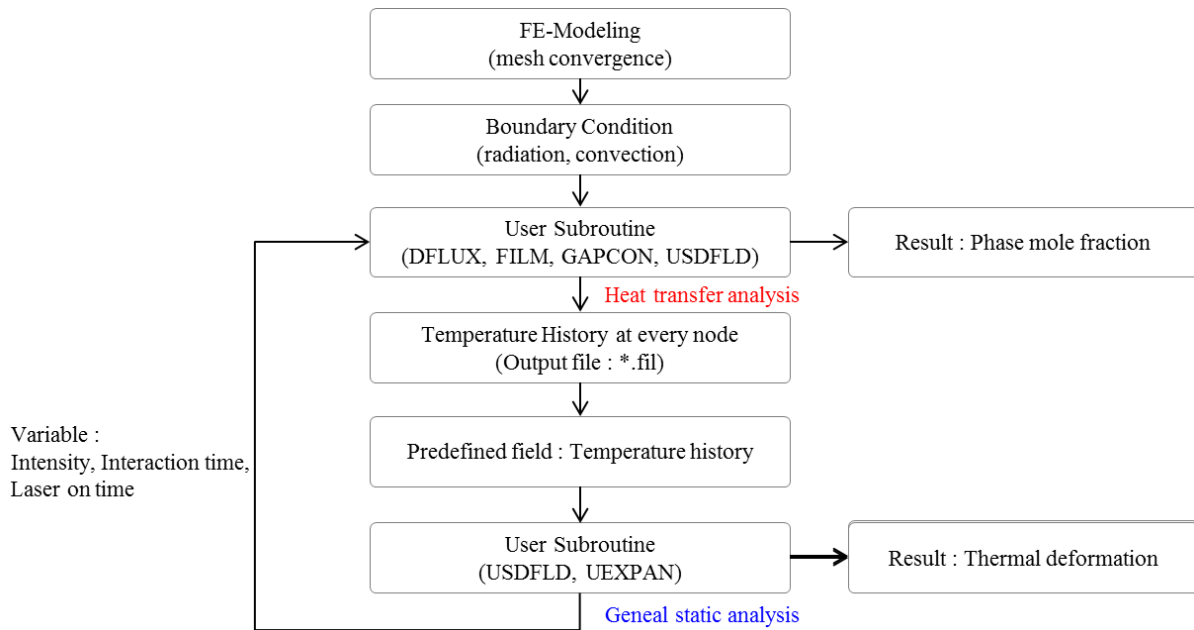 FE-Modeling
(mesh convergence)
Boundary Condition
(radiation, convection)
User Subroutine
(DFLUX, FILM, GAPCON, USDFLD)
Result : Phase mole fraction
Heat transfer analysis
Temperature History at every node
(Output file : *.fil)
Variable :
Intensity, Interaction time,
Laser on time
Predefined field : Temperature history
User Subroutine
(USDFLD, UEXPAN)
Result : Thermal deformation
Geneal static analysis